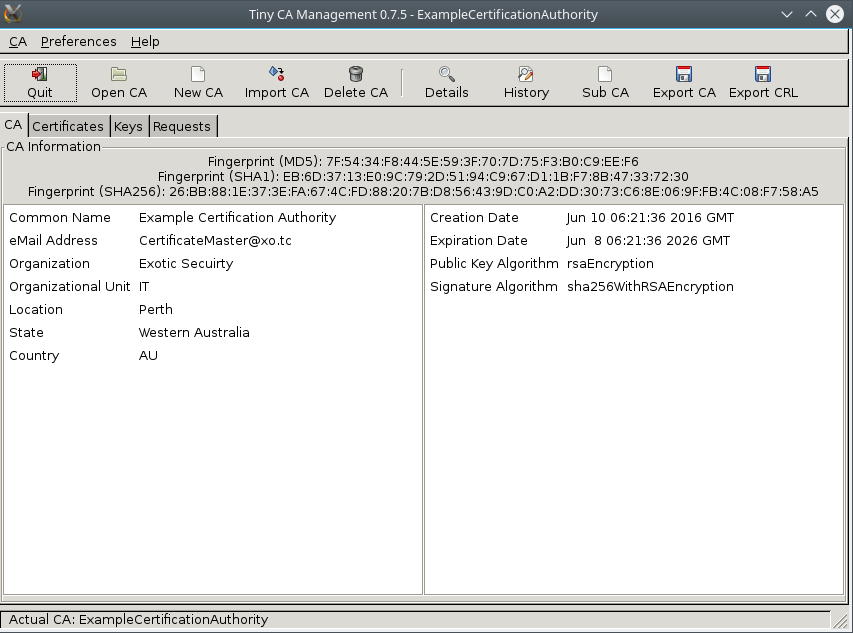 Tiny CA Management 0.7.5 - ExampleCertificationAuthority
CA Preferences Help
Quit Open CA New CA Import CA Delete CA Details History Sub CA Export CA Export CRL
CA Certificates Keys Requests
CA Information
Fingerprint (MD5): 7F:54:34:F8:44:5E:59:3F:70:7D:75:F3:B0:C9:EE:F6
Fingerprint (SHA1): EB:6D:37:13:E0:9C:79:2D:51:94:C9:67:D1:1B:F7:8B:47:33:72:30
Fingerprint (SHA256): 26:BB:88:1E:37:3E:FA:67:4C:FD:88:20:7B:D8:56:43:9D:C0:A2:DD:30:73:C6:8E:06:9F:FB:4C:08:F7:58:A5
Common Name Example Certification Authority
eMail Address CertificateMaster@xo.tc
Organization Exotic Secuirty
Organizational Unit IT
Location Perth
State Western Australia
Country AU
Creation Date Jun 10 06:21:36 2016 GMT
Expiration Date Jun  8 06:21:36 2026 GMT
Public Key Algorithm rsaEncryption
Signature Algorithm sha256WithRSAEncryption
Actual CA: ExampleCertificationAuthority